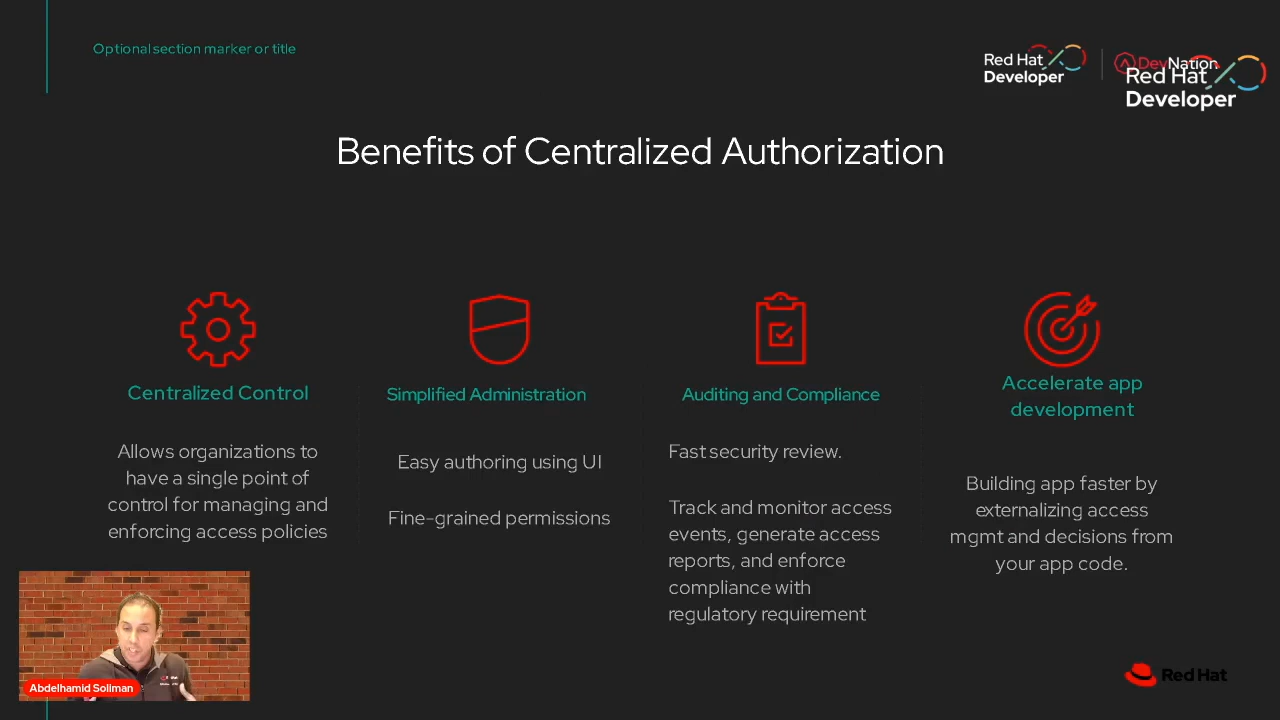 Optional section marker or title
Red Hat
Developer
DevNation
Red Hat
Developer
Benefits of Centralized Authorization
Centralized Control
Allows organizations to
have a single point of
control for managing and
enforcing access policies
Simplified Administration
Easy authoring using UI
Fine-grained permissions
Auditing and Compliance
Fast security review.
Track and monitor access
events, generate access
reports, and enforce
compliance with
regulatory requirement
Accelerate app
development
Building app faster by
externalizing access
mgmt and decisions from
your app code.
Abdelhamid Soliman
Red Hat